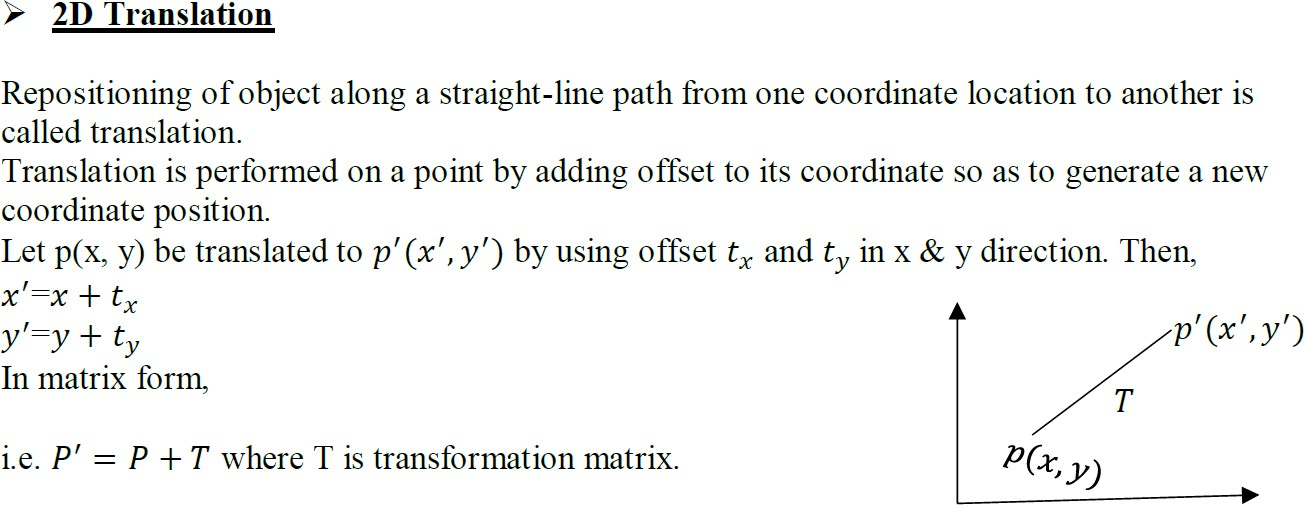 ➢ 2D Translation
Repositioning of object along a straight-line path from one coordinate location to another is
called translation.
Translation is performed on a point by adding offset to its coordinate so as to generate a new
coordinate position.
Let p(x, y) be translated to p′(x′, y′) by using offset tₓ and t_y in x & y direction. Then,
x′=x + tₓ
y′=y + t_y
In matrix form,
i.e. P′ = P + T where T is transformation matrix.
p′(x′, y′)
T
p(x, y)